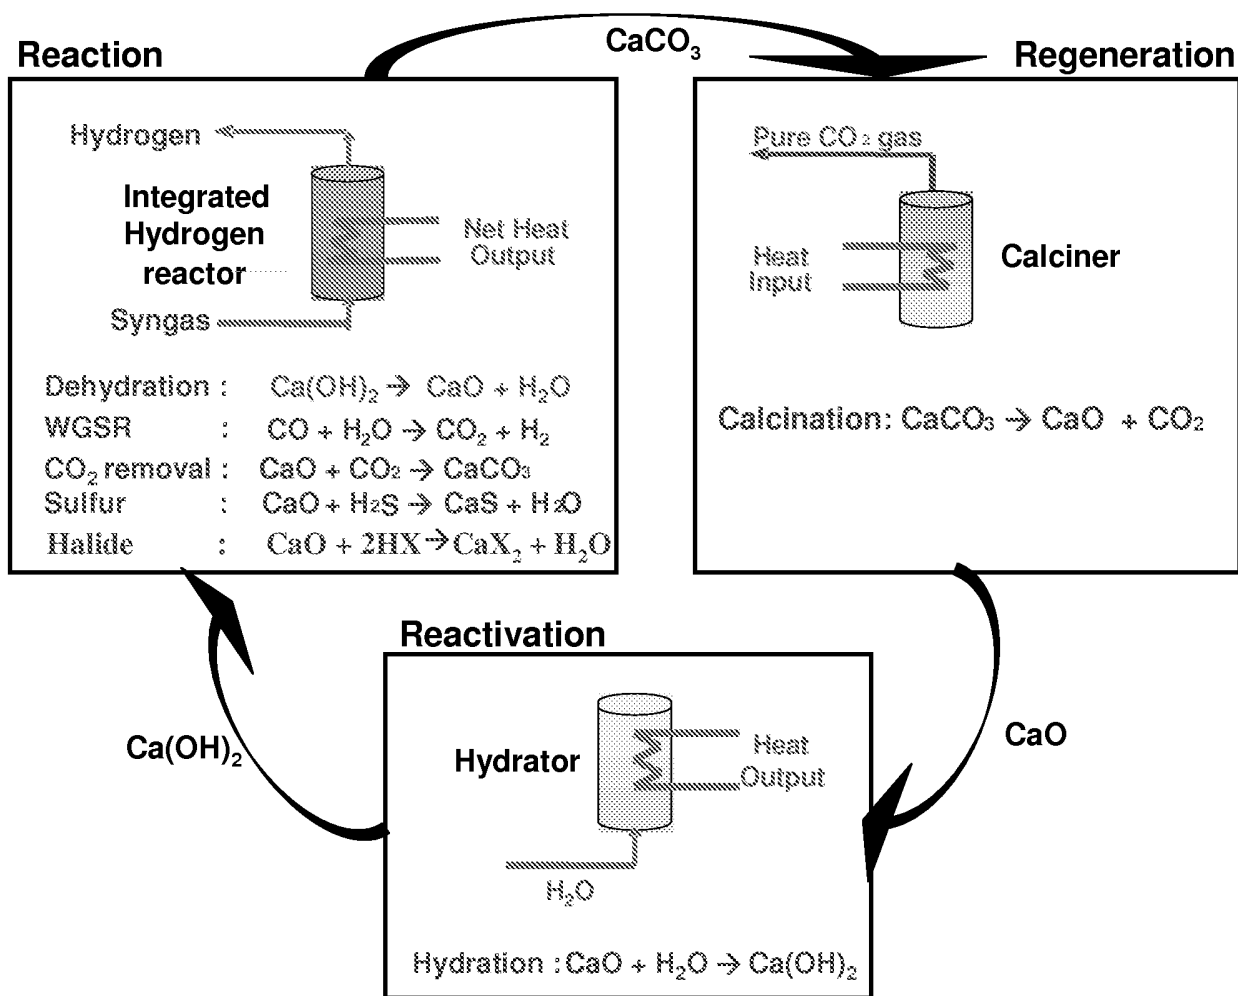 CaCO₃
Reaction
Regeneration
Hydrogen
Integrated
Hydrogen
reactor
Net Heat
Output
Syngas
Dehydration : Ca(OH)₂ → CaO + H₂O
WGSR : CO + H₂O → CO₂ + H₂
CO₂ removal : CaO + CO₂ → CaCO₃
Sulfur : CaO + H₂S → CaS + H₂O
Halide : CaO + 2HX → CaX₂ + H₂O
Pure CO₂ gas
Heat
Input
Calciner
Calcination: CaCO₃ → CaO + CO₂
Reactivation
Ca(OH)₂
CaO
Hydrator
Heat
Output
H₂O
Hydration : CaO + H₂O → Ca(OH)₂